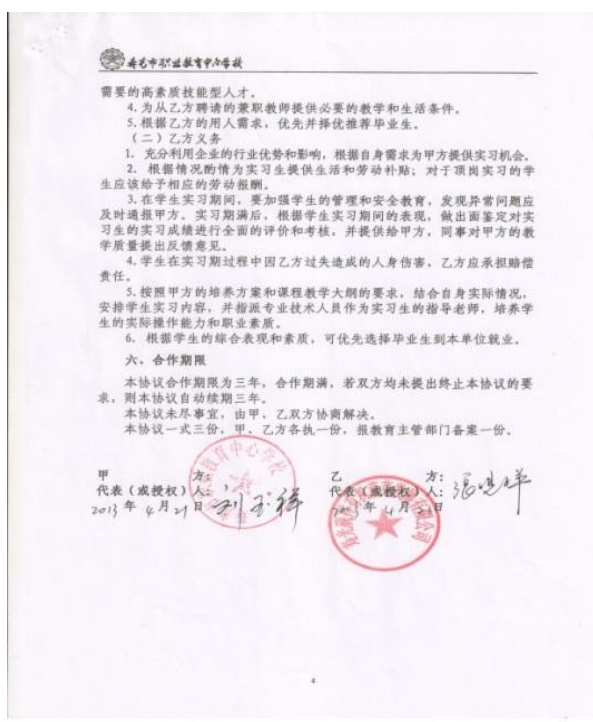 寿光市职业教育中心学校
需要的高素质技能型人才。
4.为从乙方聘请的兼职教师提供必要的教学和生活条件。
5.根据乙方的用人需求，优先并择优推荐毕业生。
（二）乙方义务
1. 充分利用企业的行业优势和影响，根据自身需求为甲方提供实习机会。
2. 根据情况酌情为实习生提供生活和劳动补贴；对于顶岗实习的学
生应该给予相应的劳动报酬。
3.在学生实习期间，要加强学生的管理和安全教育，发现异常问题应
及时通报甲方。实习期满后，根据学生实习期间的表现，做出面鉴定对实
习生的实习成绩进行全面的评价和考核，并提供给甲方，同事对甲方的教
学质量提出反馈意见。
4.学生在实习期过程中因乙方过失造成的人身伤害，乙方应承担赔偿
责任。
5.按照甲方的培养方案和课程教学大纲的要求，结合自身实际情况，
安排学生实习内容，并指派专业技术人员作为实习生的指导老师，培养学
生的实际操作能力和职业素质。
6. 根据学生的综合表现和素质，可优先选择毕业生到本单位就业。
六、合作期限
本协议合作期限为三年，合作期满，若双方均未提出终止本协议的要
求，则本协议自动续期三年。
本协议未尽事宜，由甲、乙双方协商解决。
本协议一式三份，甲、乙方各执一份，报教育主管部门备案一份。
甲 方： 乙 方：
代表（或授权）人： 代表（或授权）人：
2013年 4月 21日 2013年 4月 日
4